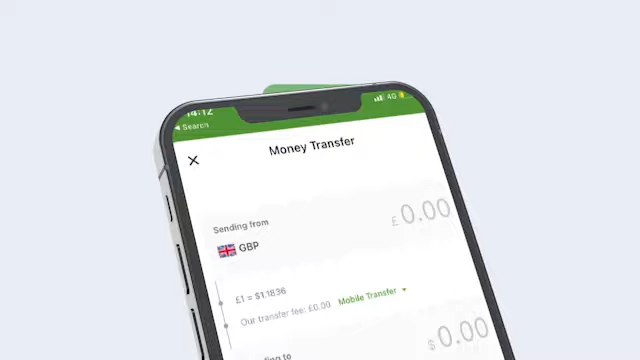 14:12
4G
Search
Money Transfer
Sending from
£ 0.00
GBP
£1 = $1.1836
Our transfer fee: £0.00 Mobile Transfer
$ 0.00
to